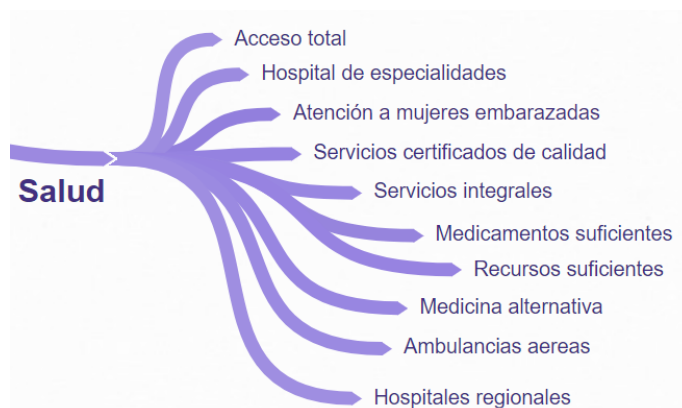 Salud
Acceso total
Hospital de especialidades
Atención a mujeres embarazadas
Servicios certificados de calidad
Servicios integrales
Medicamentos suficientes
Recursos suficientes
Medicina alternativa
Ambulancias aereas
Hospitales regionales